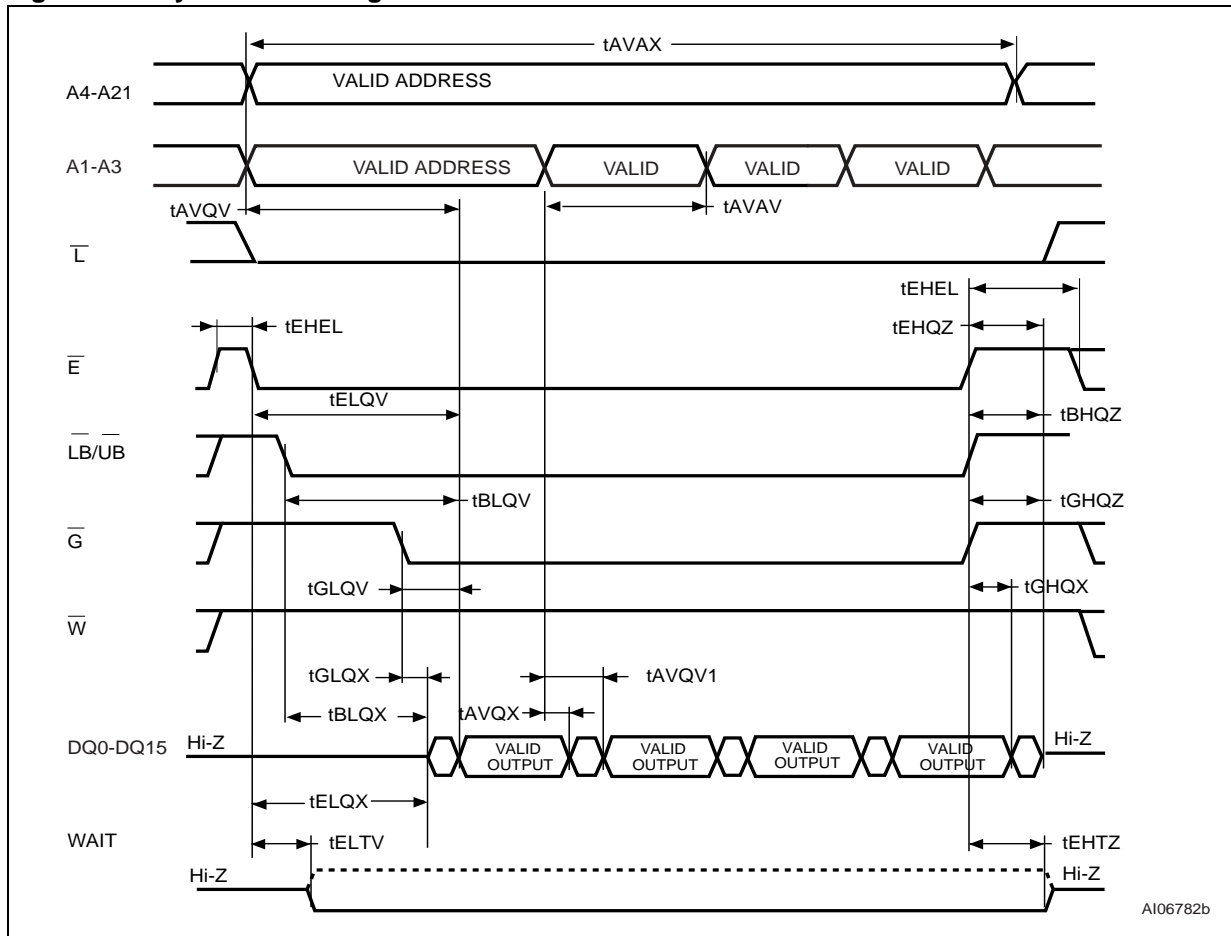 tAVAX
A4-A21
VALID ADDRESS
A1-A3
VALID ADDRESS
VALID
VALID
VALID
tAVQV
tAVAV
L
tEHEL
tEHEL
tEHQZ
E
tELQV
tBHQZ
LB/UB
tBLQV
tGHQZ
G
tGLQV
tGHQX
W
tGLQX
tAVQV1
tBLQX
tAVQX
DQ0-DQ15
Hi-Z
VALID
OUTPUT
VALID
OUTPUT
VALID
OUTPUT
VALID
OUTPUT
Hi-Z
tELQX
WAIT
tELTV
tEHTZ
Hi-Z
Hi-Z
AI06782b